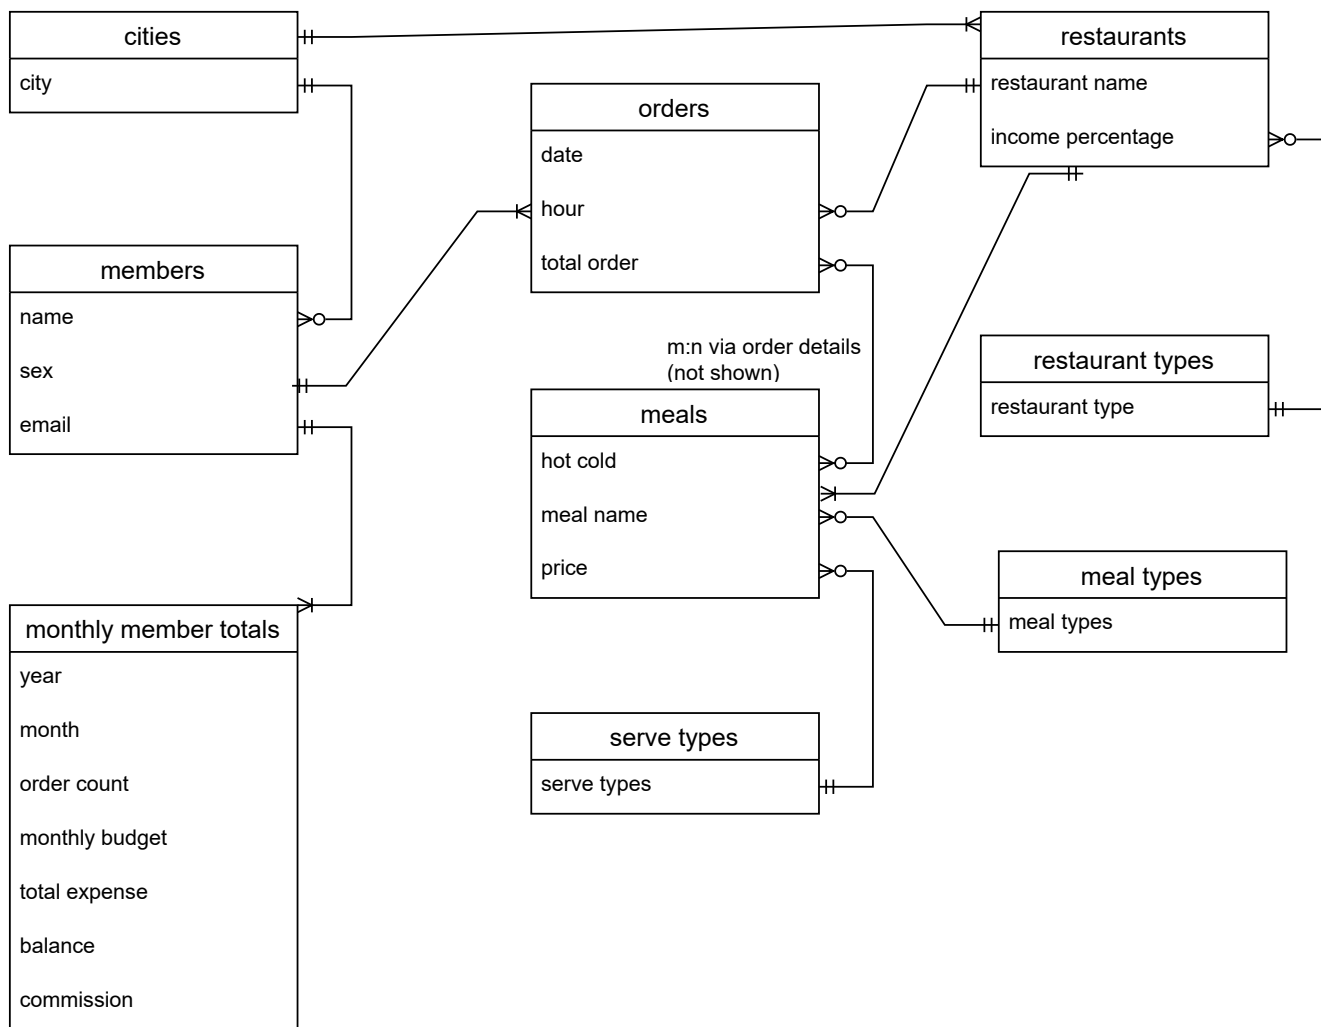 cities
city
restaurants
restaurant name
income percentage
orders
date
hour
total order
members
name
sex
email
m:n via order details
(not shown)
meals
hot cold
meal name
price
restaurant types
restaurant type
meal types
meal types
monthly member totals
year
month
order count
monthly budget
total expense
balance
commission
serve types
serve types